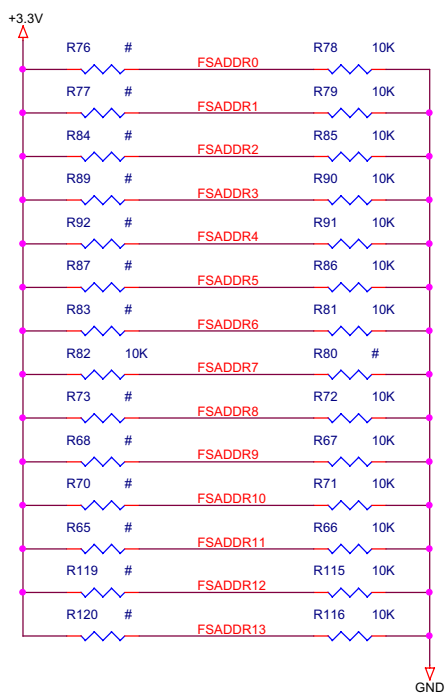 +3.3V
R76 # R78 10K
FSADDR0
R77 # R79 10K
FSADDR1
R84 # R85 10K
FSADDR2
R89 # R90 10K
FSADDR3
R92 # R91 10K
FSADDR4
R87 # R86 10K
FSADDR5
R83 # R81 10K
FSADDR6
R82 10K R80 #
FSADDR7
R73 # R72 10K
FSADDR8
R68 # R67 10K
FSADDR9
R70 # R71 10K
FSADDR10
R65 # R66 10K
FSADDR11
R119 # R115 10K
FSADDR12
R120 # R116 10K
FSADDR13
GND